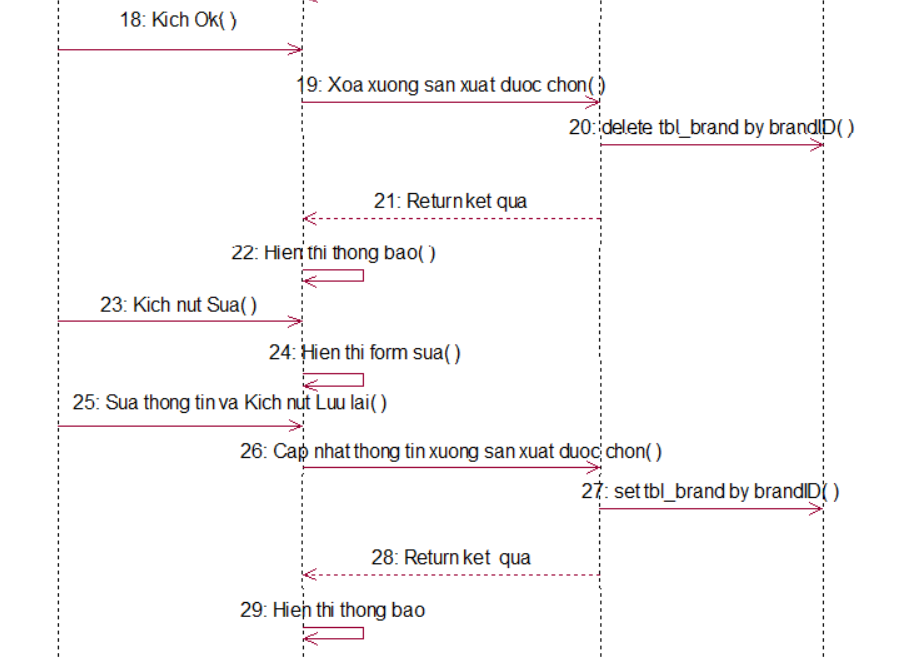 18: Kich Ok( )
19: Xoa xuong san xuat duoc chon( )
20: delete tbl_brand by brandID( )
21: Return ket qua
22: Hien thi thong bao( )
23: Kich nut Sua( )
24: Hien thi form sua( )
25: Sua thong tin va Kich nut Luu lai( )
26: Cap nhat thong tin xuong san xuat duoc chon( )
27: set tbl_brand by brandID( )
28: Return ket qua
29: Hien thi thong bao